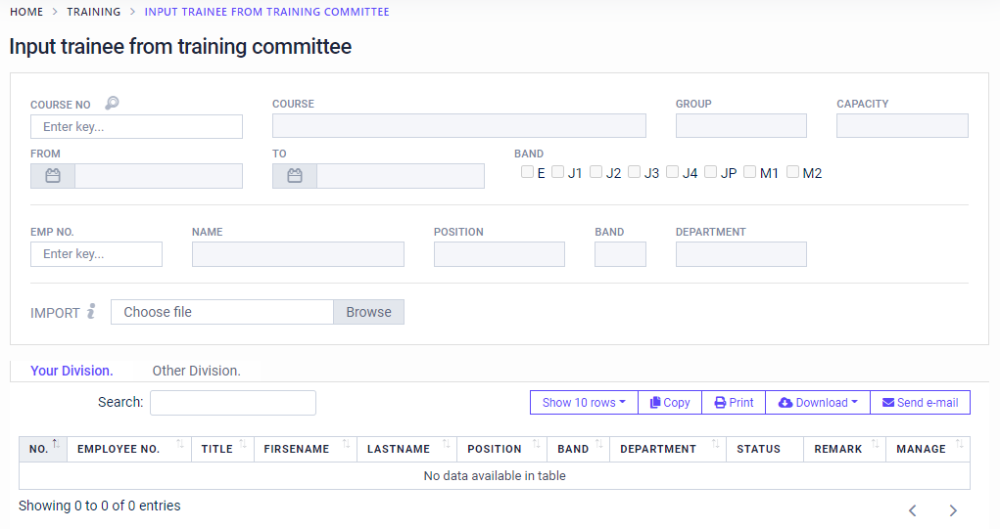 HOME > TRAINING > INPUT TRAINEE FROM TRAINING COMMITTEE
Input trainee from training committee
COURSE NO COURSE GROUP CAPACITY
Enter key...
FROM TO BAND
E J1 J2 J3 J4 JP M1 M2
EMP NO. NAME POSITION BAND DEPARTMENT
Enter key...
IMPORT Choose file Browse
Your Division. Other Division.
Search: Show 10 rows Copy Print Download Send e-mail
NO. EMPLOYEE NO. TITLE FIRSENAME LASTNAME POSITION BAND DEPARTMENT STATUS REMARK MANAGE
No data available in table
Showing 0 to 0 of 0 entries